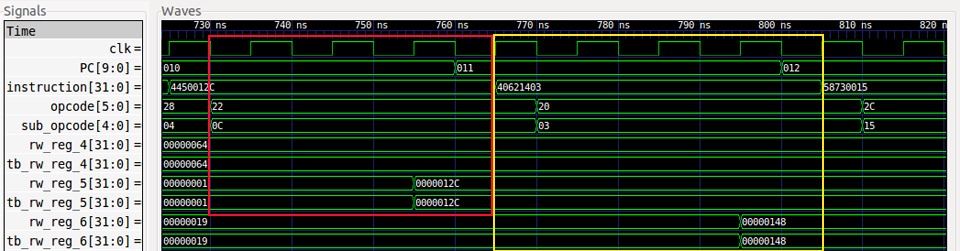 Signals
Waves
Time
730 ns 740 ns 750 ns 760 ns 770 ns 780 ns 790 ns 800 ns 810 ns 820 n
clk =
PC[9:0] = 010 011 012
instruction[31:0] = 4450012C 40621403 58730015
opcode[5:0] = 28 22 20 2C
sub_opcode[4:0] = 04 0C 03 15
rw_reg_4[31:0] = 00000064
tb_rw_reg_4[31:0] = 00000064
rw_reg_5[31:0] = 00000001 0000012C
tb_rw_reg_5[31:0] = 00000001 0000012C
rw_reg_6[31:0] = 00000019 00000148
tb_rw_reg_6[31:0] = 00000019 00000148